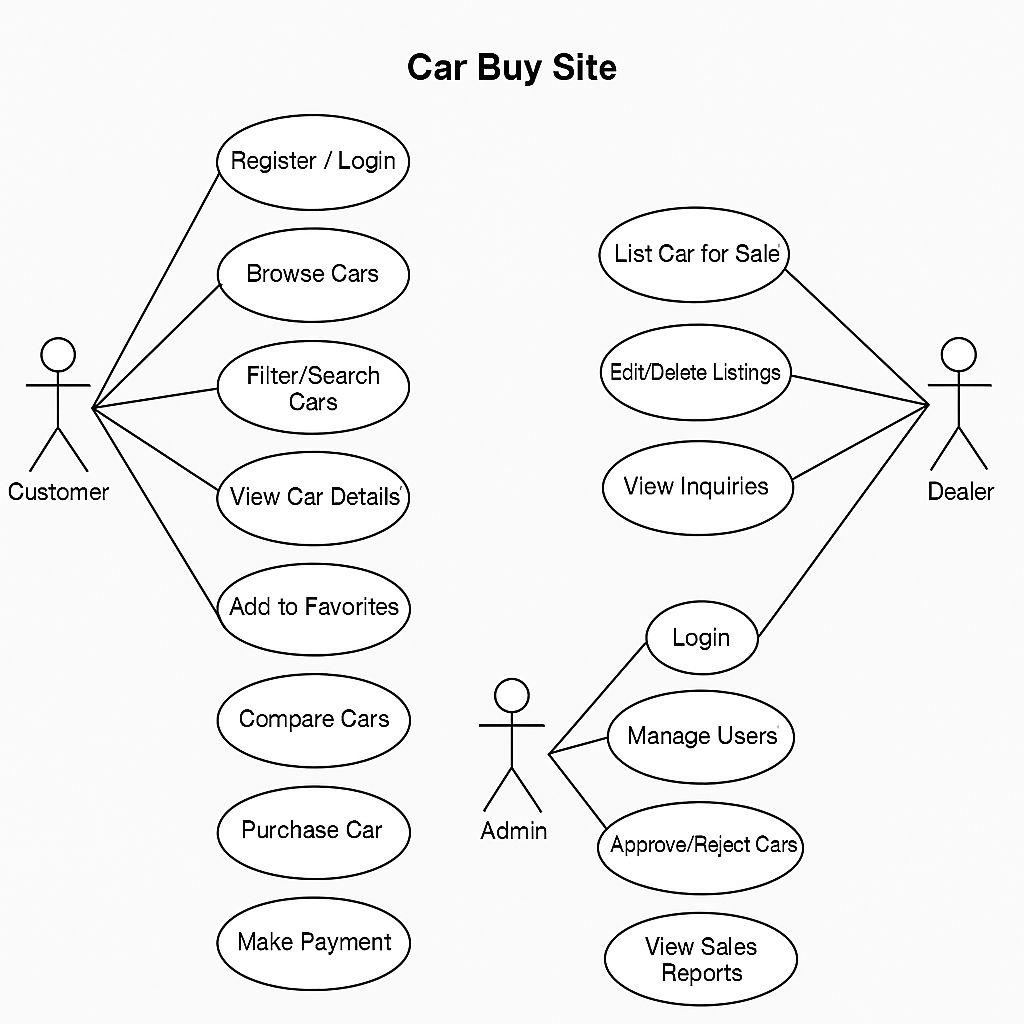 Car Buy Site
Register / Login
Browse Cars
Filter/Search
Cars
View Car Details
Add to Favorites
Compare Cars
Purchase Car
Make Payment
Customer
List Car for Sale
Edit/Delete Listings
View Inquiries
Dealer
Login
Manage Users
Approve/Reject Cars
View Sales
Reports
Admin